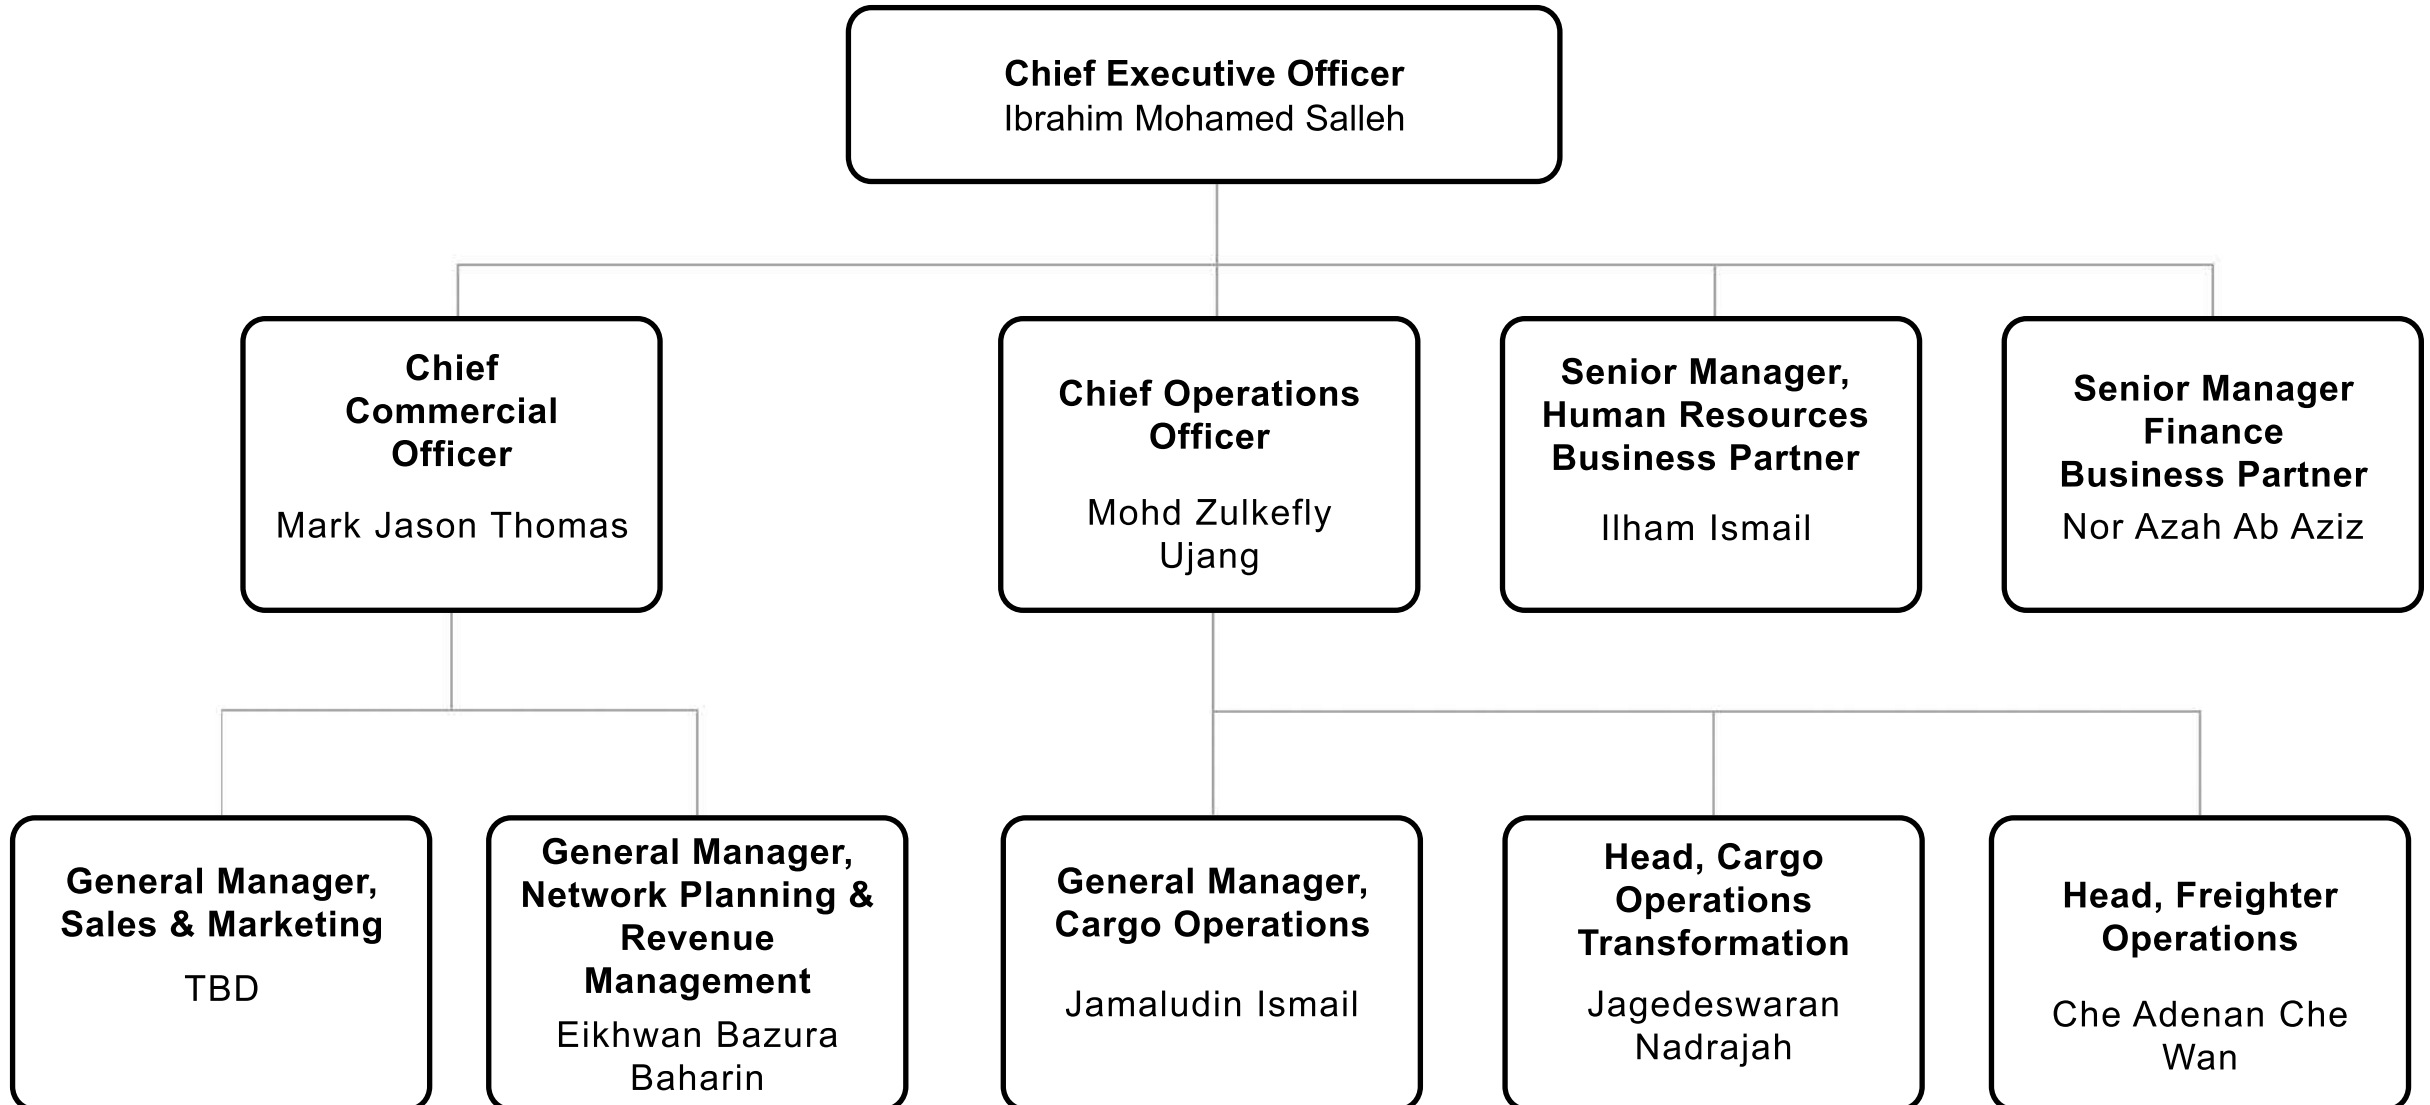 Chief Executive Officer
Ibrahim Mohamed Salleh
Chief
Commercial
Officer
Mark Jason Thomas
Chief Operations
Officer
Mohd Zulkefly
Ujang
Senior Manager,
Human Resources
Business Partner
Ilham Ismail
Senior Manager
Finance
Business Partner
Nor Azah Ab Aziz
General Manager,
Sales & Marketing
TBD
General Manager,
Network Planning &
Revenue
Management
Eikhwan Bazura
Baharin
General Manager,
Cargo Operations
Jamaludin Ismail
Head, Cargo
Operations
Transformation
Jagedeswaran
Nadrajah
Head, Freighter
Operations
Che Adenan Che
Wan